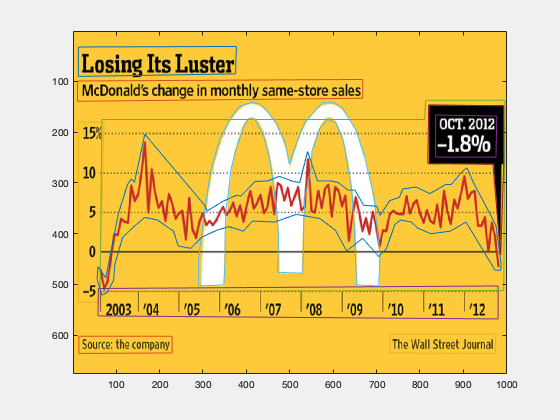 Losing Its Luster
McDonald's change in monthly same-store sales
OCT. 2012
–1.8%
15%
10
5
0
–5
2003 '04 '05 '06 '07 '08 '09 '10 '11 '12
Source: the company
The Wall Street Journal
100
200
300
400
500
600
100 200 300 400 500 600 700 800 900 1000